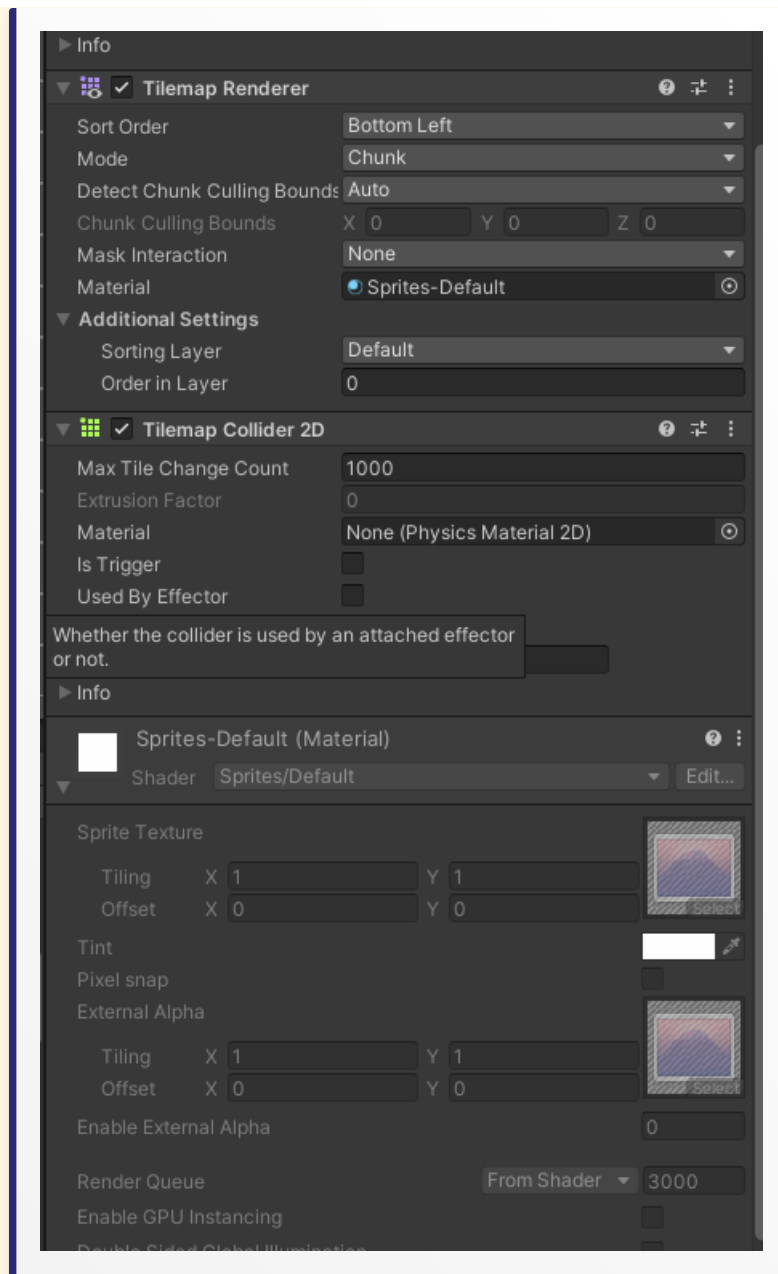 Info
Tilemap Renderer
Sort Order Bottom Left
Mode Chunk
Detect Chunk Culling Bounds Auto
Chunk Culling Bounds X 0 Y 0 Z 0
Mask Interaction None
Material Sprites-Default
Additional Settings
Sorting Layer Default
Order in Layer 0
Tilemap Collider 2D
Max Tile Change Count 1000
Extrusion Factor 0
Material None (Physics Material 2D)
Is Trigger
Used By Effector
Whether the collider is used by an attached effector
or not.
Info
Sprites-Default (Material)
Shader Sprites/Default Edit...
Sprite Texture
Tiling X 1 Y 1
Offset X 0 Y 0 Select
Tint
Pixel snap
External Alpha
Tiling X 1 Y 1
Offset X 0 Y 0 Select
Enable External Alpha 0
Render Queue From Shader 3000
Enable GPU Instancing
Double Sided Global Illumination